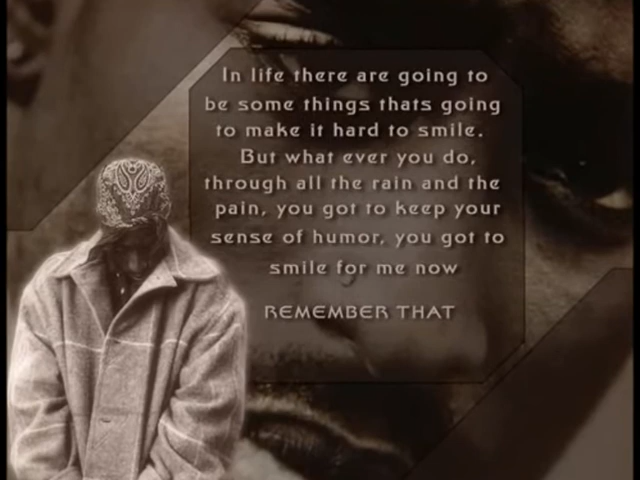 In life there are going to
be some things thats going
to make it hard to smile.
But what ever you do,
through all the rain and the
pain, you got to keep your
sense of humor, you got to
smile for me now
REMEMBER THAT